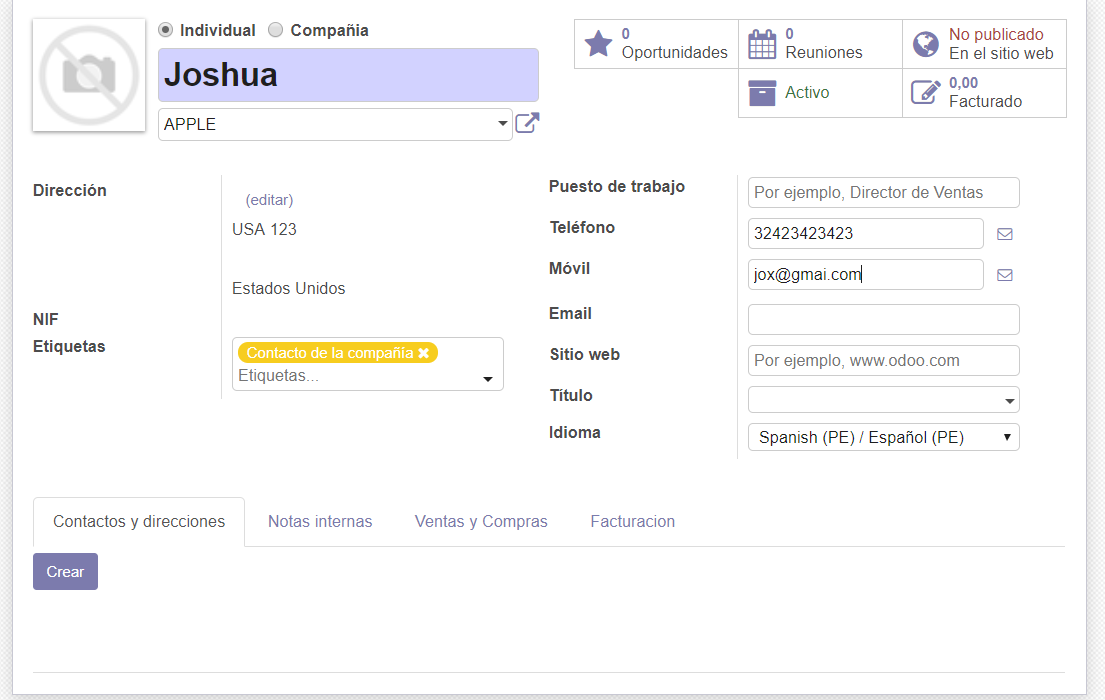 Individual Compañia
Joshua
APPLE
0
Oportunidades
0
Reuniones
No publicado
En el sitio web
Activo
0,00
Facturado
Dirección
(editar)
USA 123
Estados Unidos
NIF
Etiquetas
Contacto de la compañia ✖
Etiquetas...
Puesto de trabajo
Por ejemplo, Director de Ventas
Teléfono
32423423423
Móvil
jox@gmai.com
Email
Sitio web
Por ejemplo, www.odoo.com
Título
Idioma
Spanish (PE) / Español (PE)
Contactos y direcciones Notas internas Ventas y Compras Facturacion
Crear